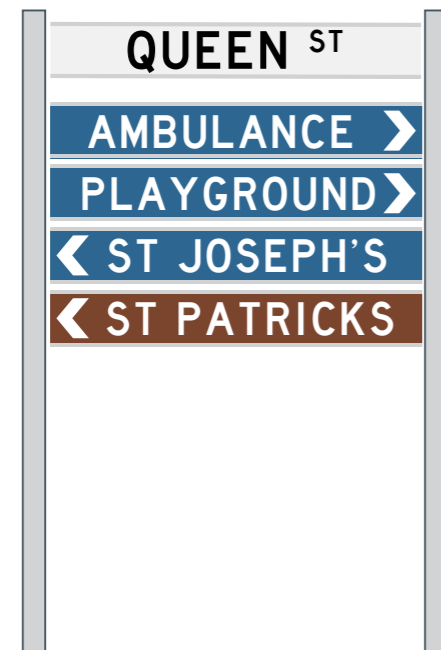 QUEEN ST
AMBULANCE
PLAYGROUND
ST JOSEPH'S
ST PATRICKS